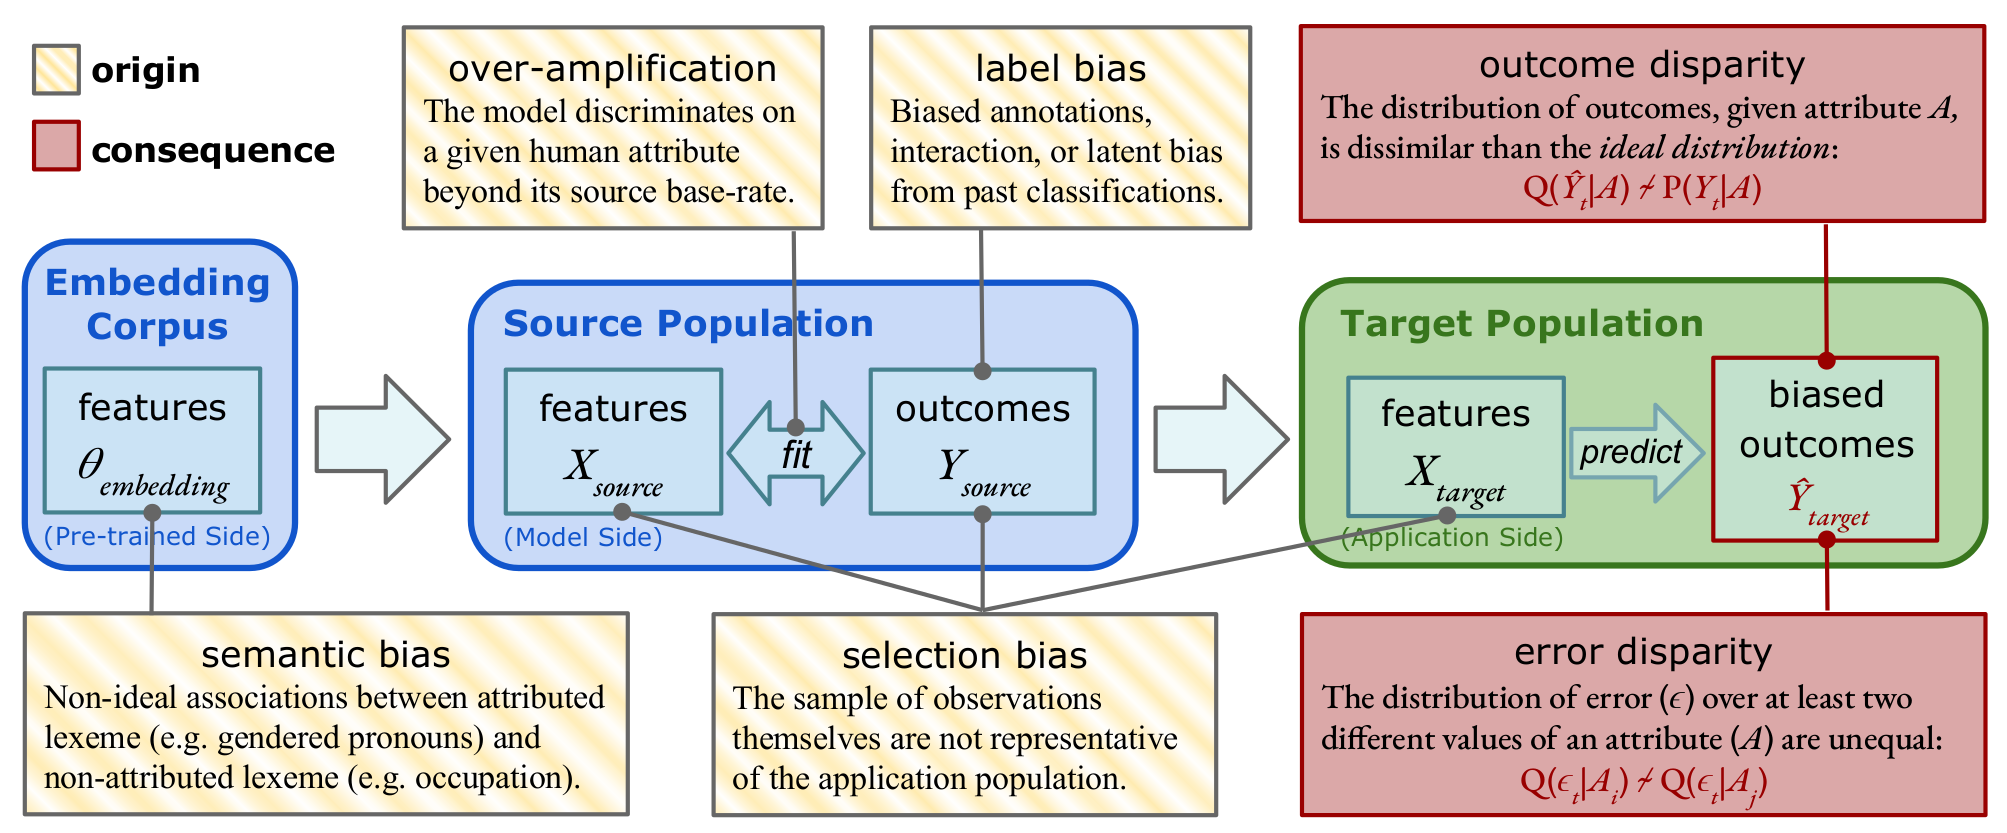 origin
consequence
over-amplification
The model discriminates on
a given human attribute
beyond its source base-rate.
label bias
Biased annotations,
interaction, or latent bias
from past classifications.
outcome disparity
The distribution of outcomes, given attribute A,
is dissimilar than the ideal distribution:
Q(Ŷₜ|A) ≁ P(Yₜ|A)
Embedding
Corpus
features
θ embedding
(Pre-trained Side)
Source Population
features
X source
fit
outcomes
Y source
(Model Side)
Target Population
features
X target
predict
biased
outcomes
Ŷ target
(Application Side)
semantic bias
Non-ideal associations between attributed
lexeme (e.g. gendered pronouns) and
non-attributed lexeme (e.g. occupation).
selection bias
The sample of observations
themselves are not representative
of the application population.
error disparity
The distribution of error (ϵ) over at least two
different values of an attribute (A) are unequal:
Q(ϵₜ|Aᵢ) ≁ Q(ϵₜ|Aⱼ)